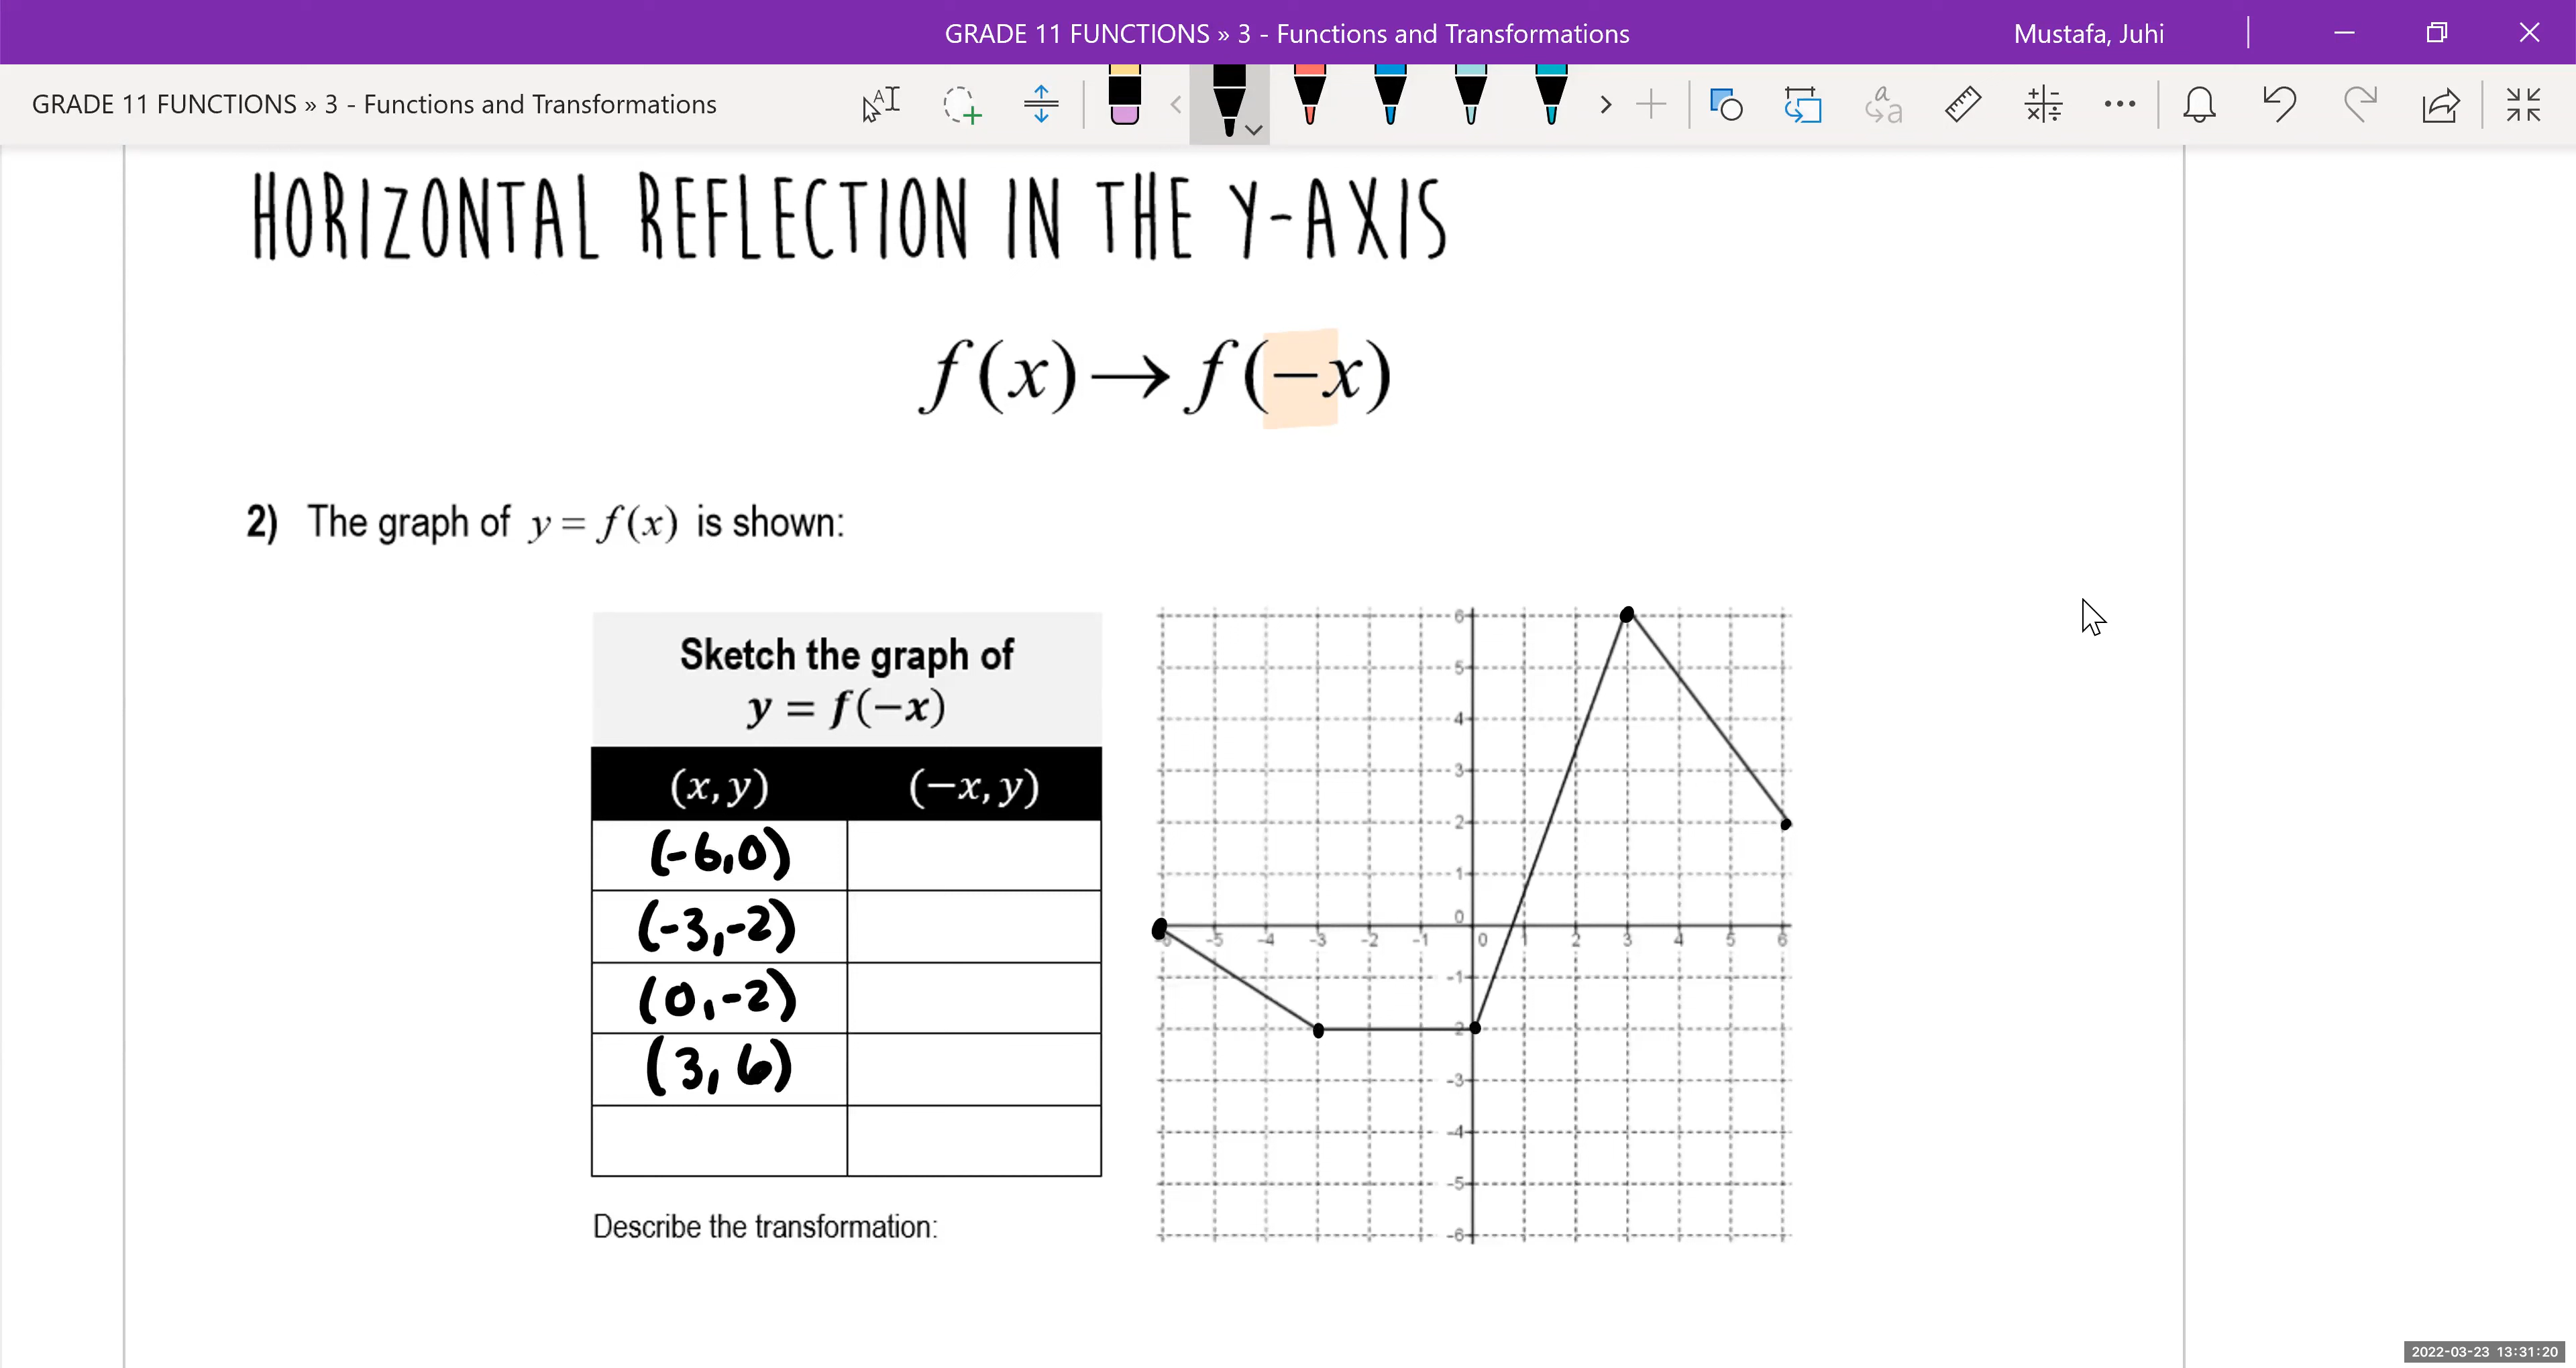 GRADE 11 FUNCTIONS » 3 - Functions and Transformations
Mustafa, Juhi
GRADE 11 FUNCTIONS » 3 - Functions and Transformations
HORIZONTAL REFLECTION IN THE Y-AXIS
f(x)→f(−x)
2) The graph of y = f(x) is shown:
Sketch the graph of
y = f(−x)
(x, y) (−x, y)
(-6,0)
(-3,-2)
(0,-2)
(3, 6)
Describe the transformation:
6
5
4
3
2
1
0
-5 -4 -3 -2 -1 0 1 2 3 4 5 6
-1
-3
-4
-5
-6
2022-03-23 13:31:20